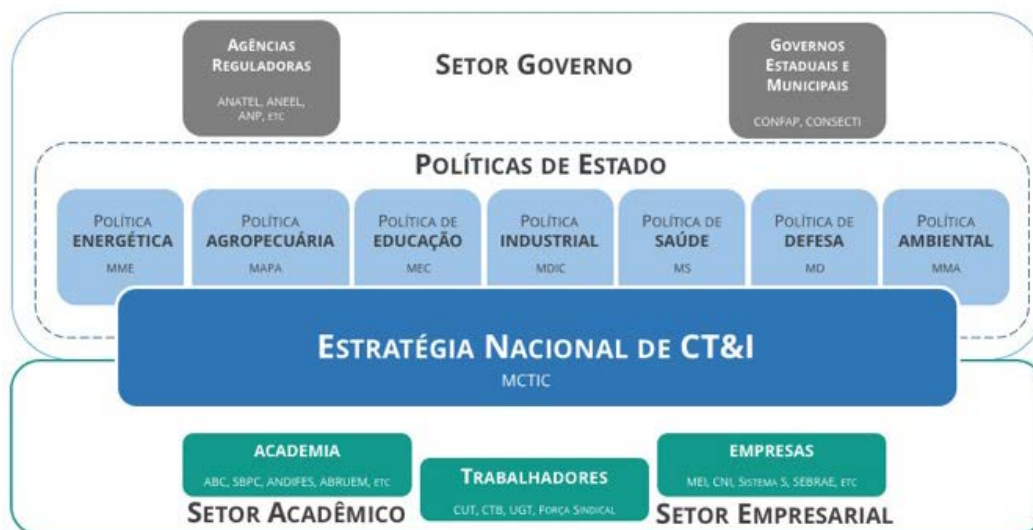 AGÊNCIAS
REGULADORAS
ANATEL, ANEEL,
ANP, ETC
SETOR GOVERNO
GOVERNOS
ESTADUAIS E
MUNICIPAIS
CONFAP, CONSECTI
POLÍTICAS DE ESTADO
POLÍTICA
ENERGÉTICA
MME
POLÍTICA
AGROPECUÁRIA
MAPA
POLÍTICA DE
EDUCAÇÃO
MEC
POLÍTICA
INDUSTRIAL
MDIC
POLÍTICA DE
SAÚDE
MS
POLÍTICA DE
DEFESA
MD
POLÍTICA
AMBIENTAL
MMA
ESTRATÉGIA NACIONAL DE CT&I
MCTIC
ACADEMIA
ABC, SBPC, ANDIFES, ABRUEM, ETC
SETOR ACADÊMICO
TRABALHADORES
CUT, CTB, UGT, FORÇA SINDICAL
EMPRESAS
MEI, CNI, SISTEMA S, SEBRAE, ETC
SETOR EMPRESARIAL